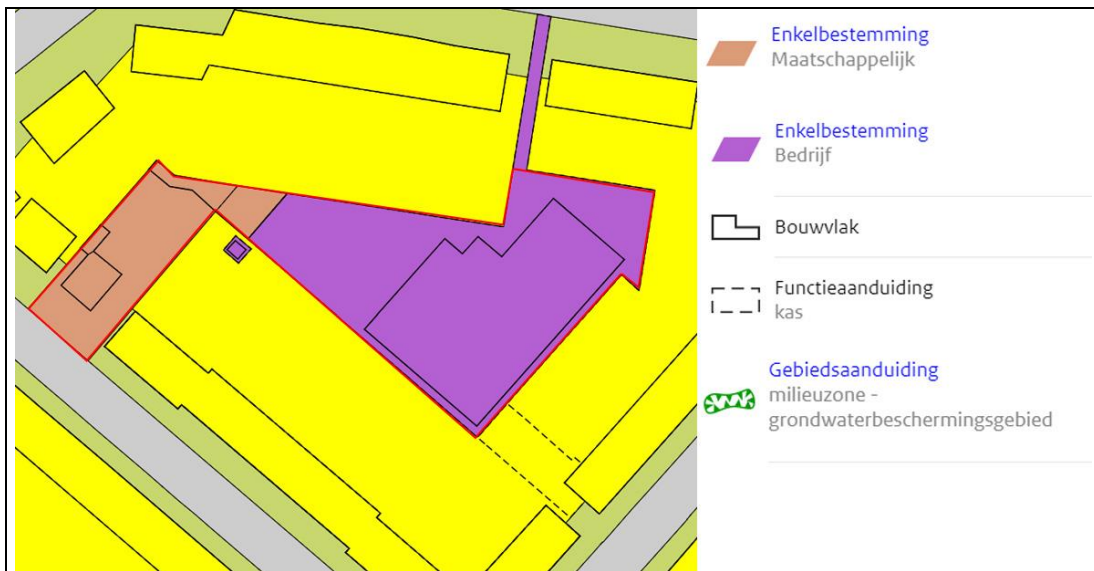 Enkelbestemming
Maatschappelijk
Enkelbestemming
Bedrijf
Bouwvlak
Functieaanduiding
kas
Gebiedsaanduiding
milieuzone -
grondwaterbeschermingsgebied